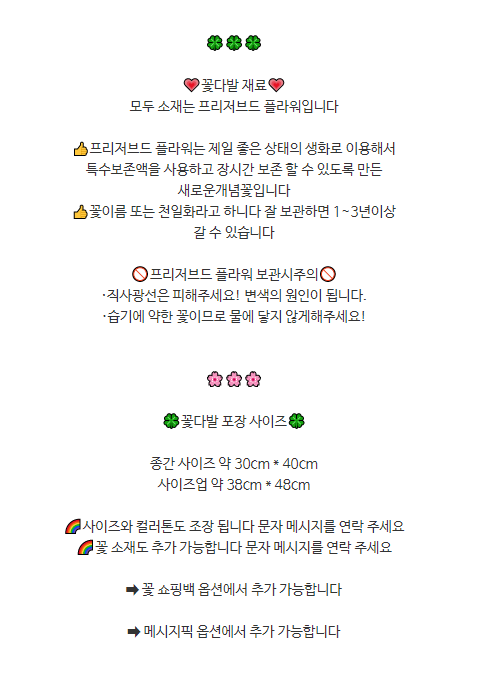 🍀🍀🍀
💗꽃다발 재료💗
모두 소재는 프리저브드 플라워입니다
👍프리저브드 플라워는 제일 좋은 상태의 생화로 이용해서
특수보존액을 사용하고 장시간 보존 할 수 있도록 만든
새로운개념꽃입니다
👍꽃이름 또는 천일화라고 하니다 잘 보관하면 1~3년이상
갈 수 있습니다
🚫프리저브드 플라워 보관시주의🚫
·직사광선은 피해주세요! 변색의 원인이 됩니다.
·습기에 약한 꽃이므로 물에 닿지 않게해주세요!
🌸🌸🌸
🍀꽃다발 포장 사이즈🍀
종간 사이즈 약 30cm * 40cm
사이즈업 약 38cm * 48cm
🌈사이즈와 컬러톤도 조장 됩니다 문자 메시지를 연락 주세요
🌈꽃 소재도 추가 가능합니다 문자 메시지를 연락 주세요
➡ 꽃 쇼핑백 옵션에서 추가 가능합니다
➡ 메시지픽 옵션에서 추가 가능합니다